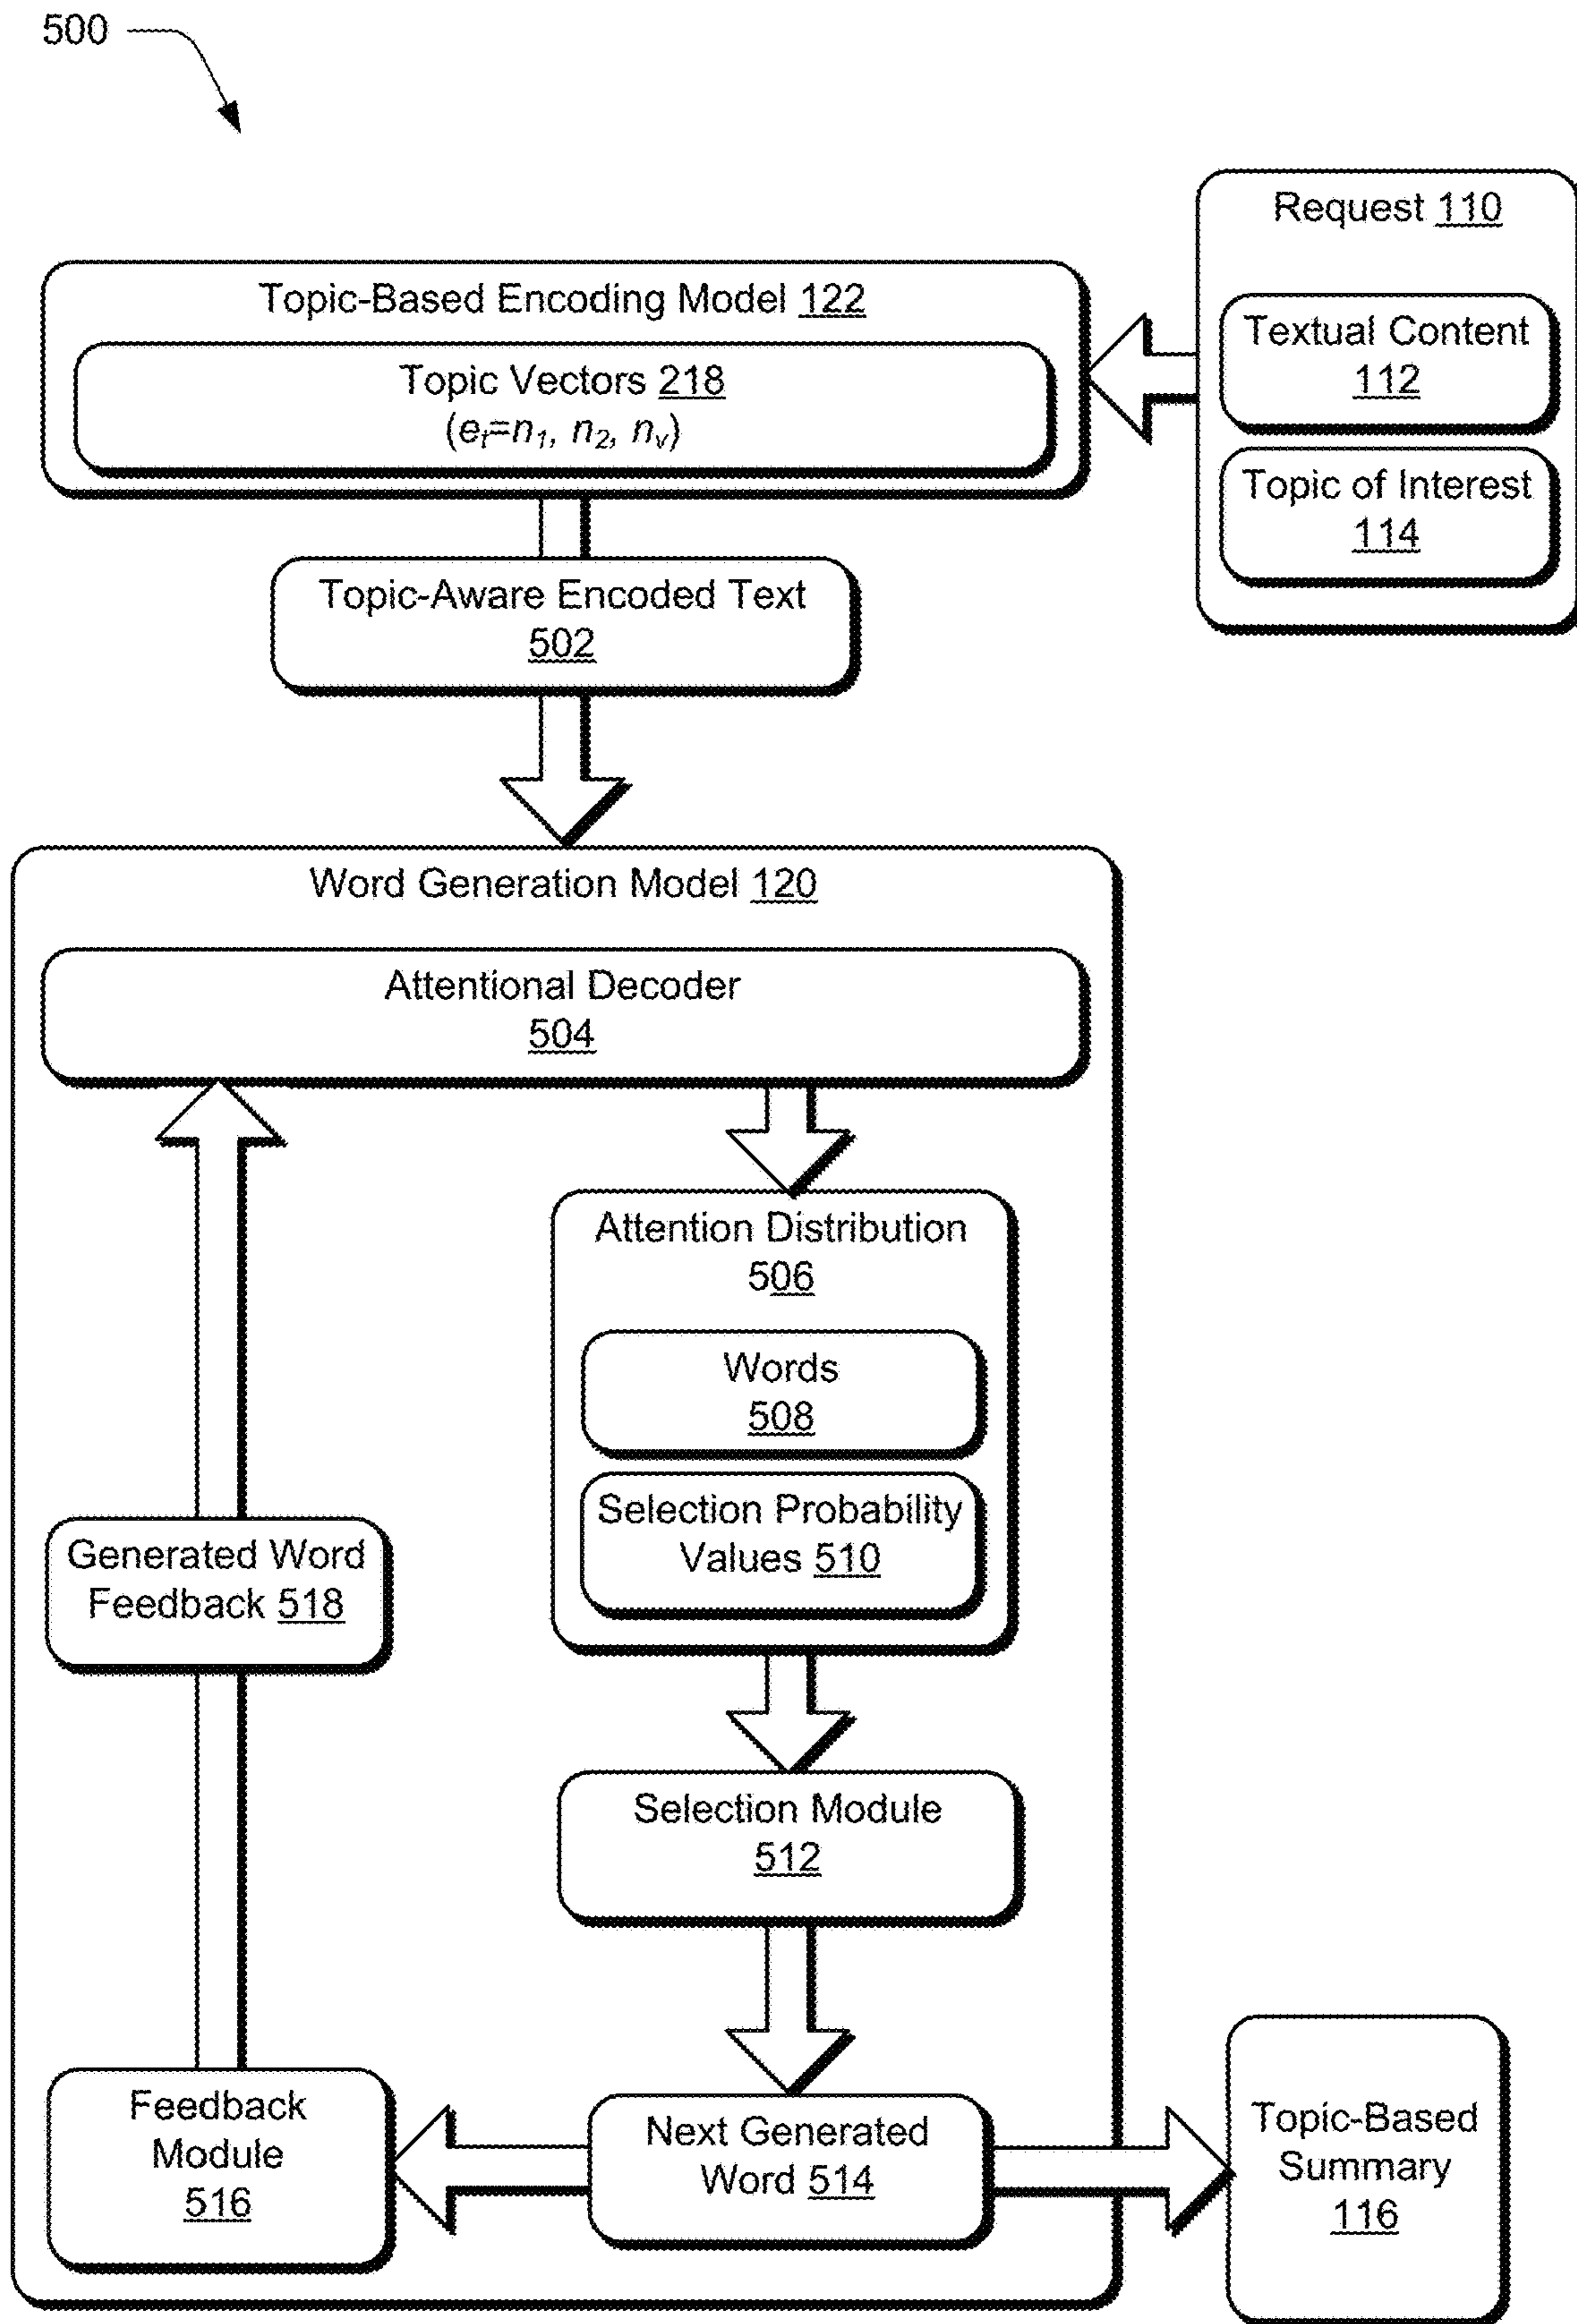 500
Request 110
Textual Content
112
Topic of Interest
114
Topic-Based Encoding Model 122
Topic Vectors 218
(eₜ=n₁, n₂, nᵥ)
Topic-Aware Encoded Text
502
Word Generation Model 120
Attentional Decoder
504
Attention Distribution
506
Words
508
Selection Probability
Values 510
Generated Word
Feedback 518
Selection Module
512
Feedback
Module
516
Next Generated
Word 514
Topic-Based
Summary
116